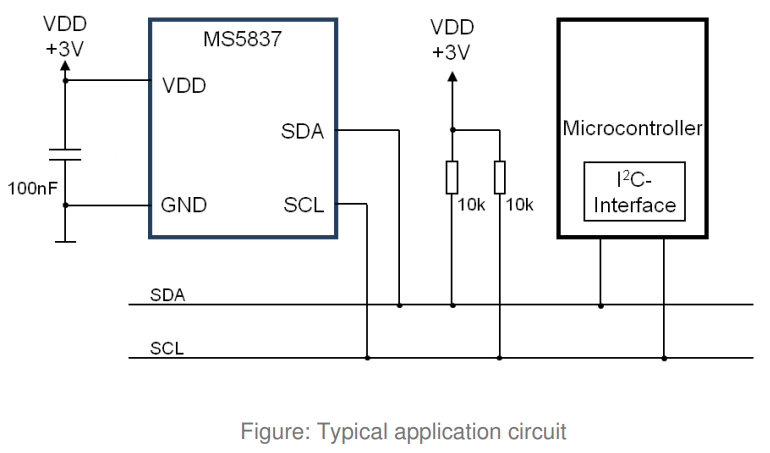 VDD
+3V
100nF
MS5837
VDD
SDA
GND
SCL
VDD
+3V
10k
10k
Microcontroller
I²C-
Interface
SDA
SCL
Figure: Typical application circuit